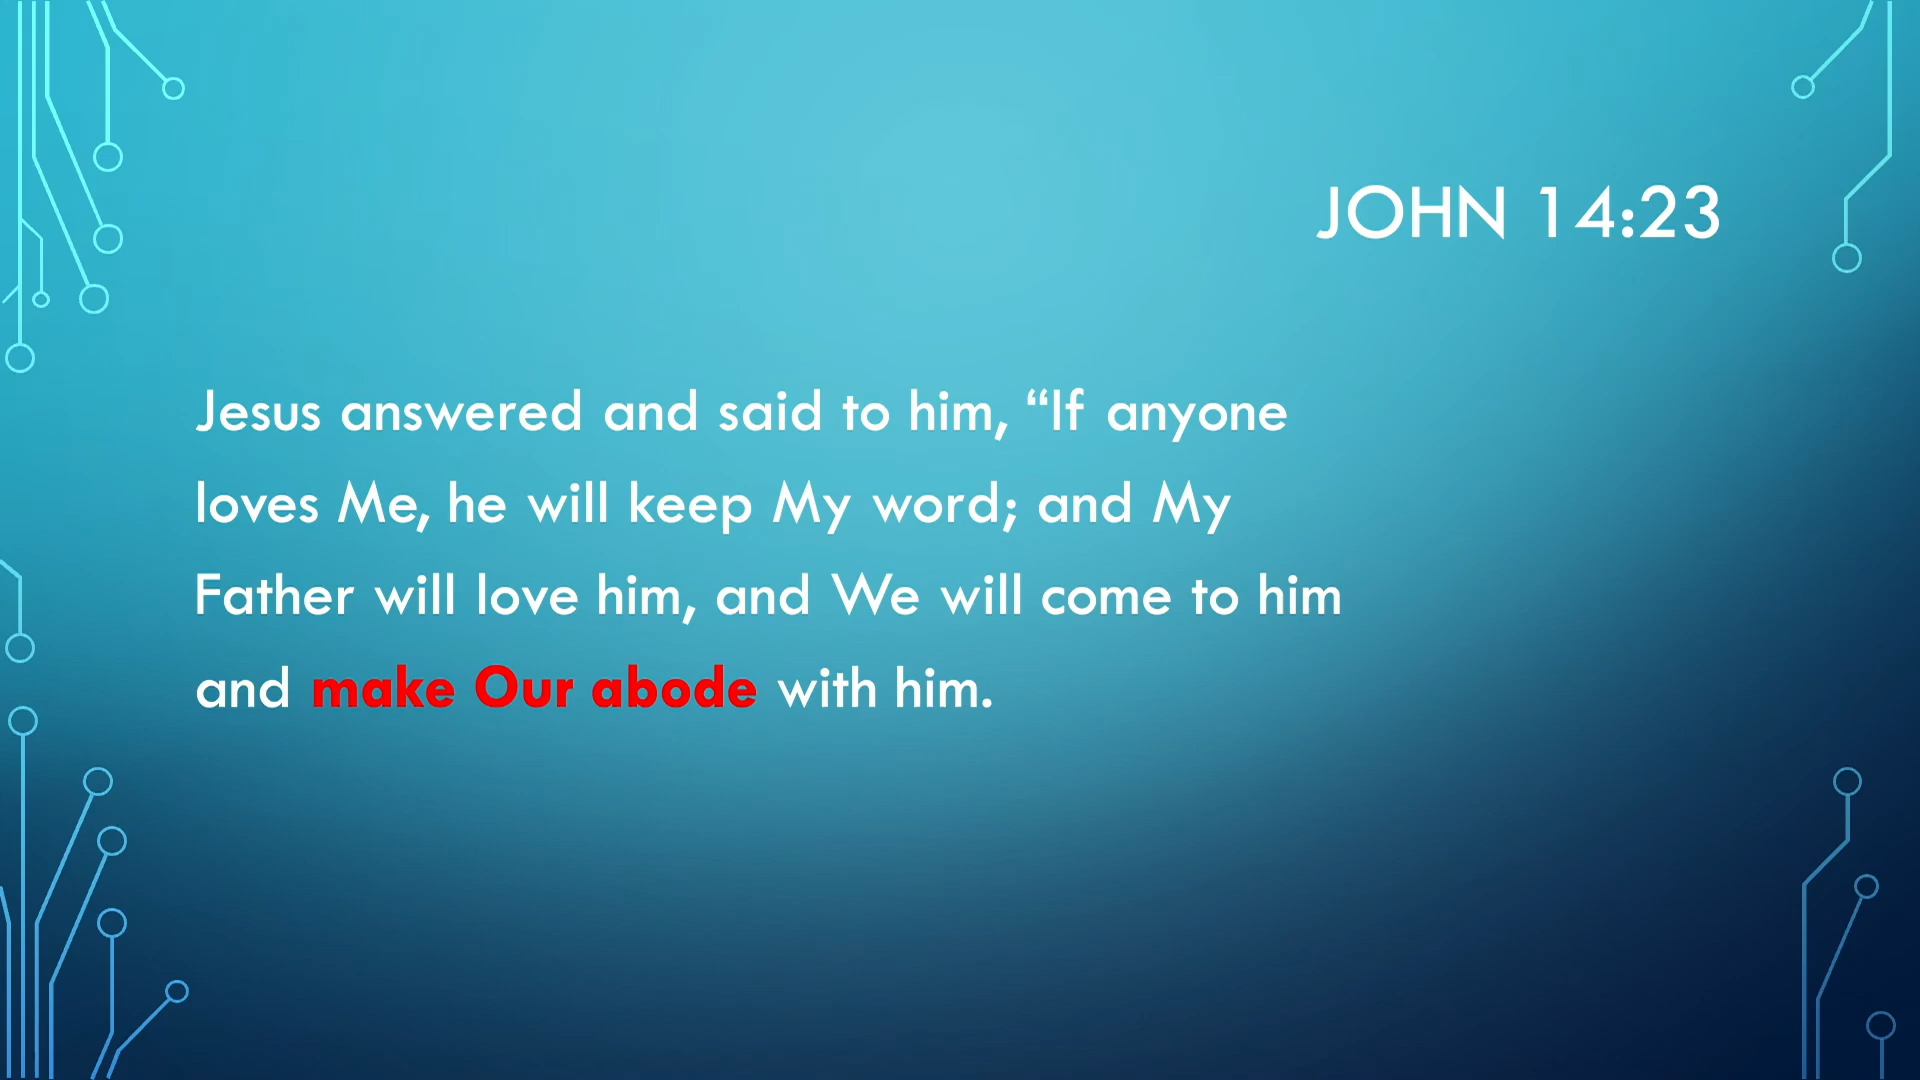 JOHN 14:23
Jesus answered and said to him, “If anyone
loves Me, he will keep My word; and My
Father will love him, and We will come to him
and make Our abode with him.